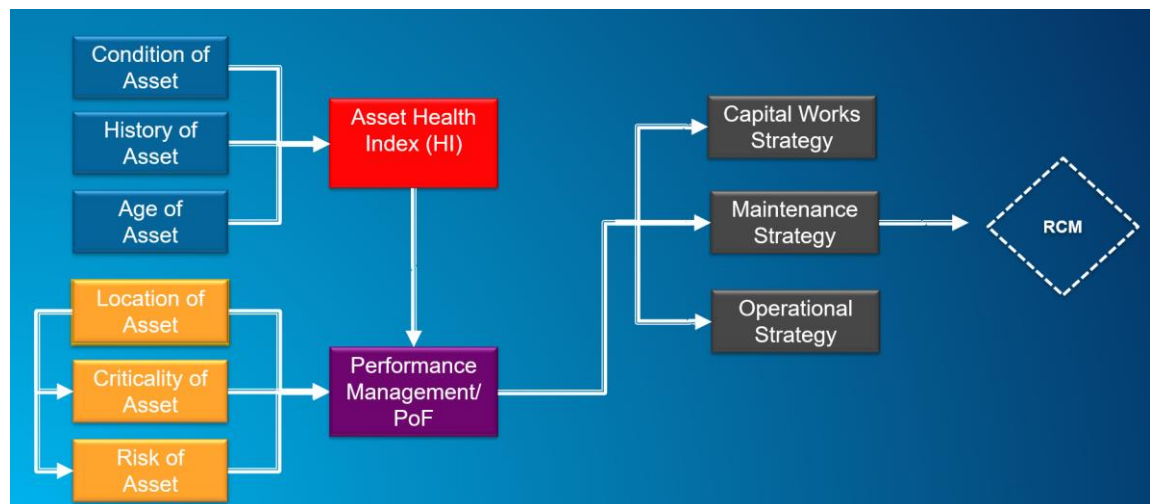 Condition of
Asset
History of
Asset
Age of
Asset
Location of
Asset
Criticality of
Asset
Risk of
Asset
Asset Health
Index (HI)
Performance
Management/
PoF
Capital Works
Strategy
Maintenance
Strategy
Operational
Strategy
RCM